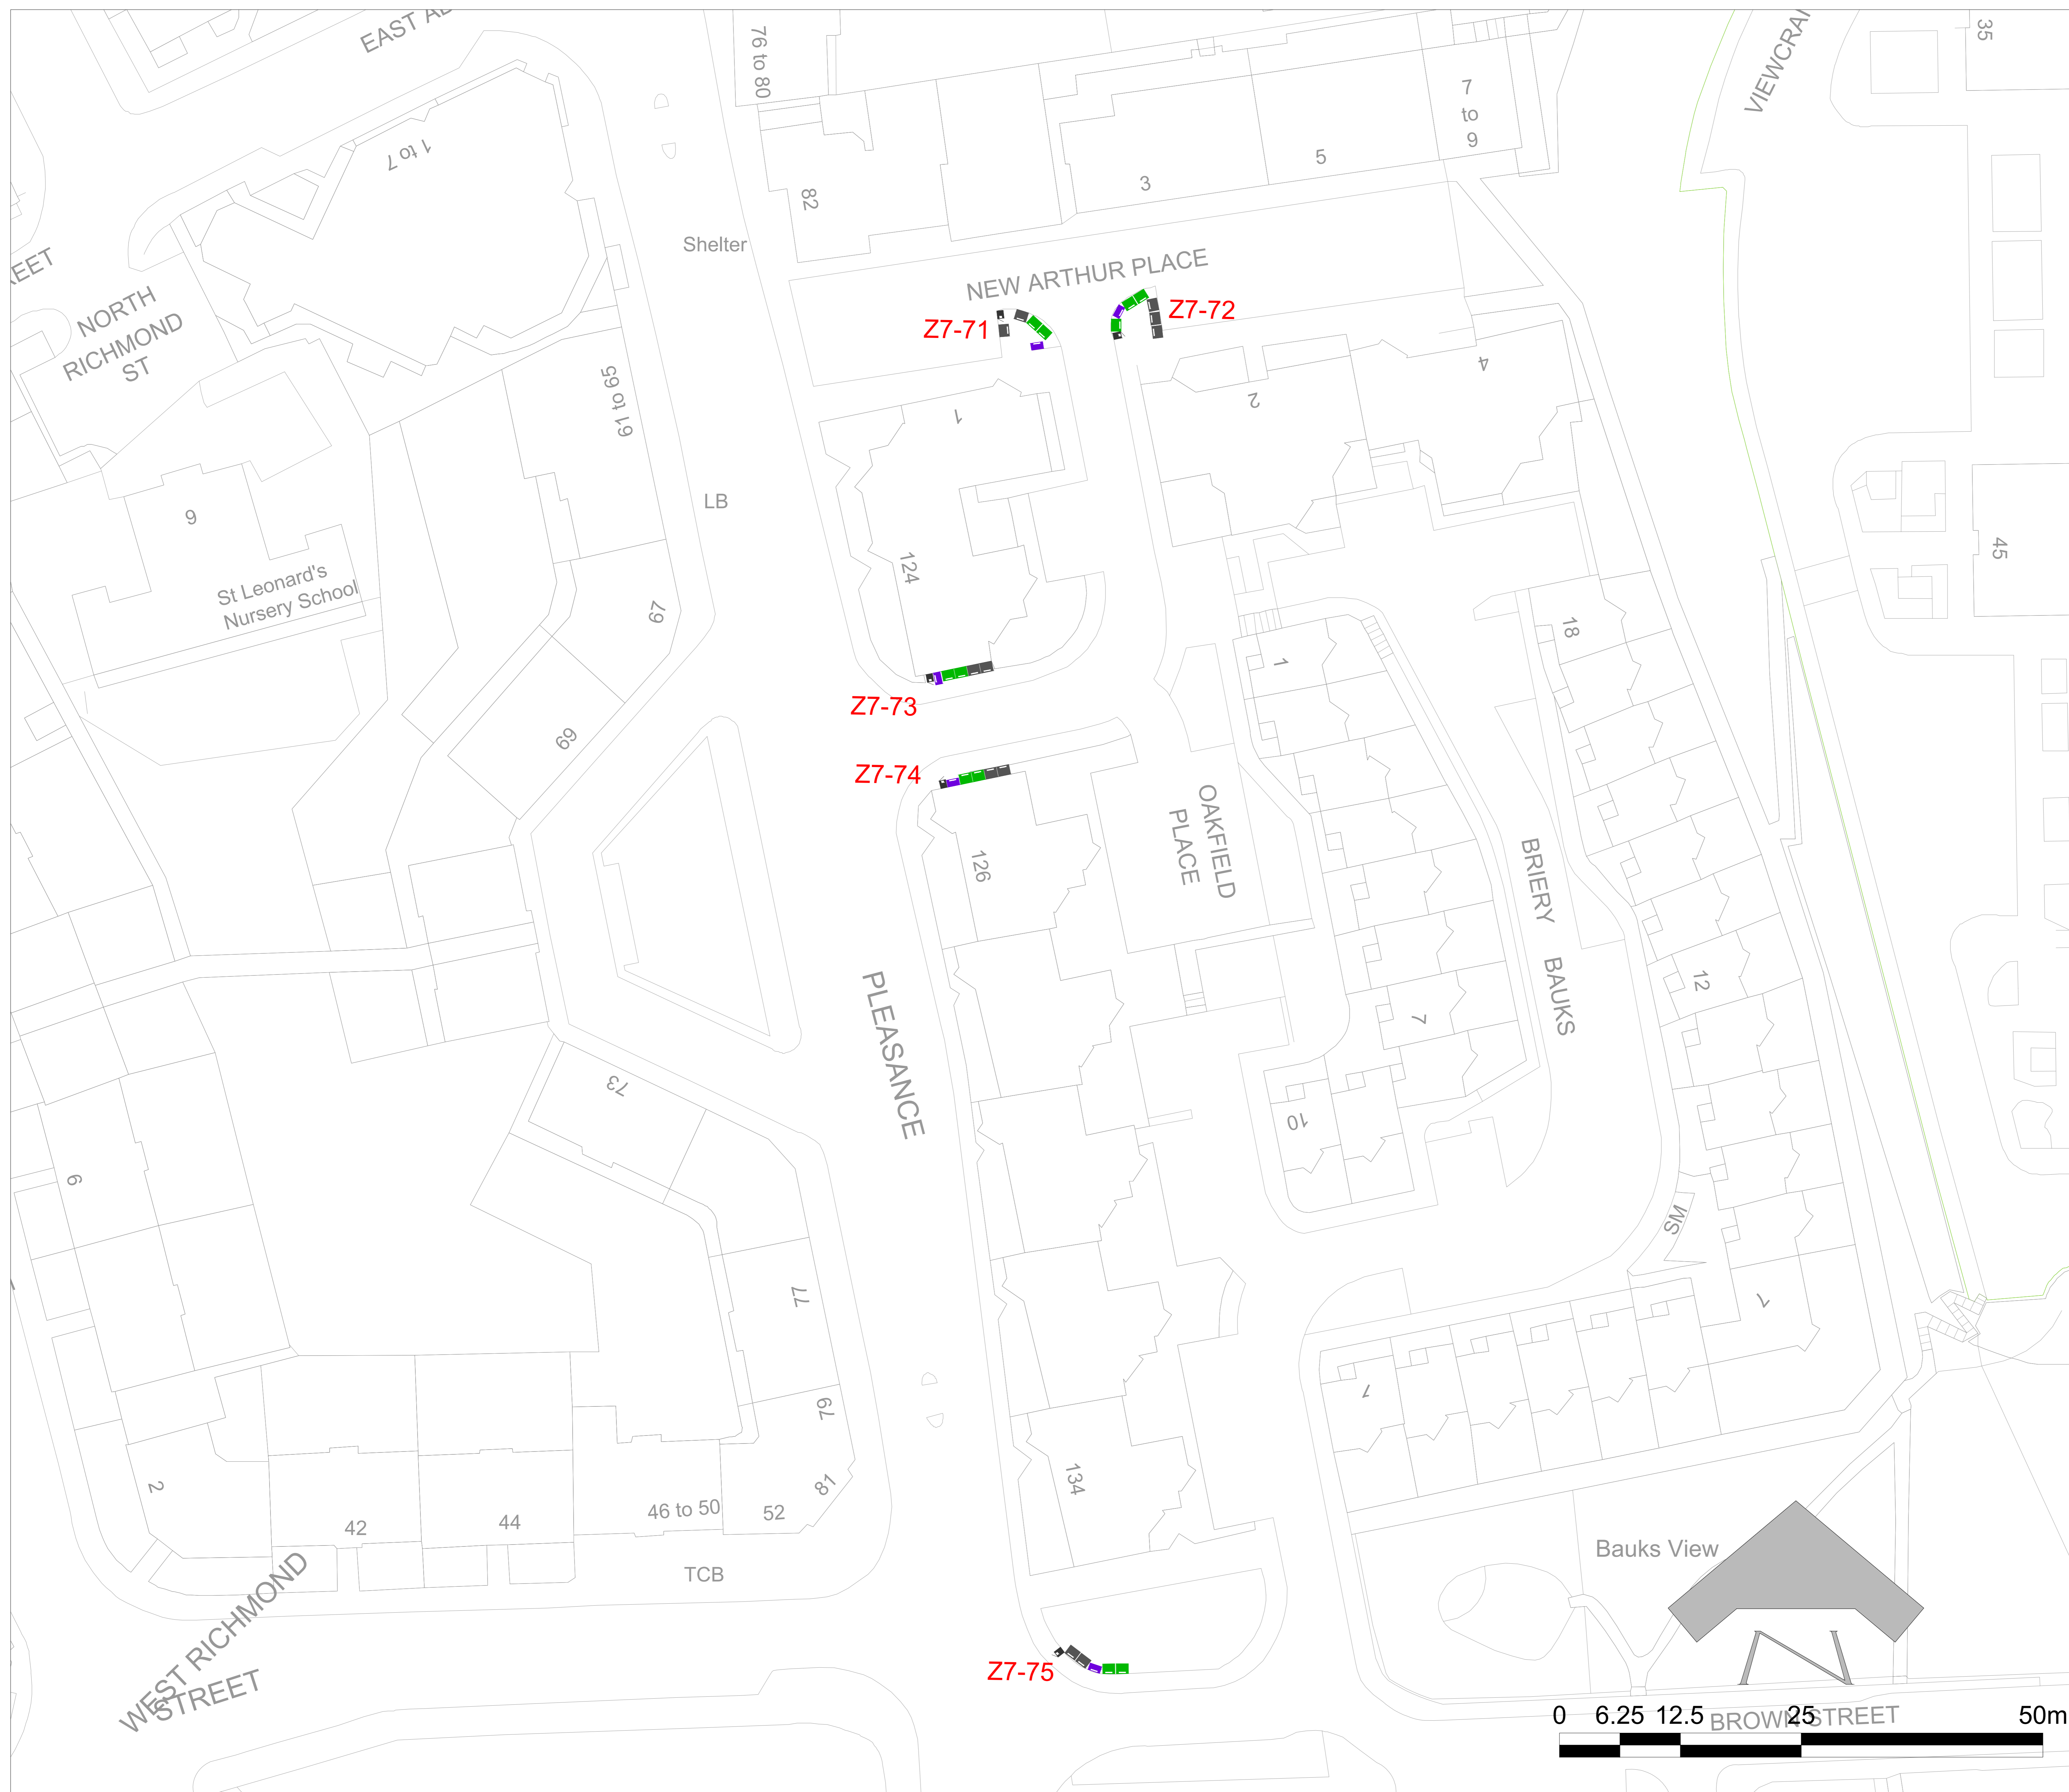 EAST AD
76 to 80
VIEWCRAI
35
7
to
9
1 to 7
5
3
82
Shelter
REET
NEW ARTHUR PLACE
NORTH
RICHMOND
ST
Z7-71
Z7-72
61 to 65
1
2
4
LB
9
124
45
St Leonard's
Nursery School
67
18
1
Z7-73
69
Z7-74
126
OAKFIELD
PLACE
BRIERY BAUKS
12
PLEASANCE
7
73
10
6
SM
77
1
7
79
134
2
81
42
44
46 to 50
52
Bauks View
TCB
WEST RICHMOND
STREET
Z7-75
0 6.25 12.5 25 50m
BROWN STREET
N